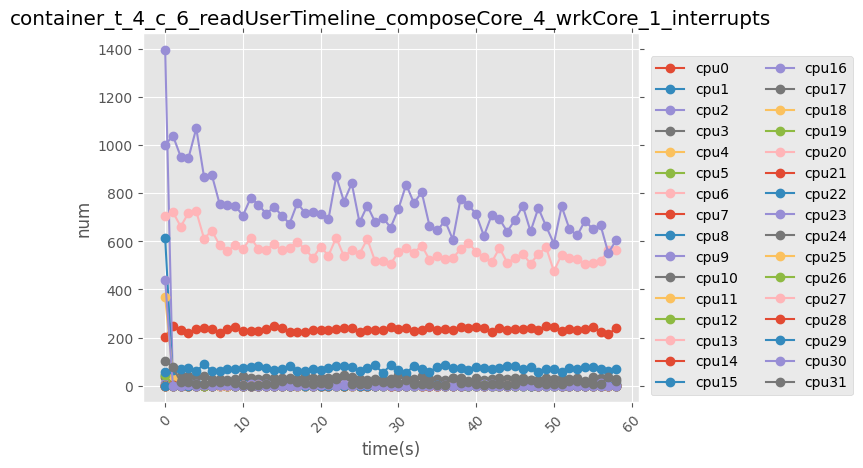 container_t_4_c_6_readUserTimeline_composeCore_4_wrkCore_1_interrupts
1400
1200
1000
800
600
400
200
0
num
0
10
20
30
40
50
60
time(s)
cpu0
cpu1
cpu2
cpu3
cpu4
cpu5
cpu6
cpu7
cpu8
cpu9
cpu10
cpu11
cpu12
cpu13
cpu14
cpu15
cpu16
cpu17
cpu18
cpu19
cpu20
cpu21
cpu22
cpu23
cpu24
cpu25
cpu26
cpu27
cpu28
cpu29
cpu30
cpu31